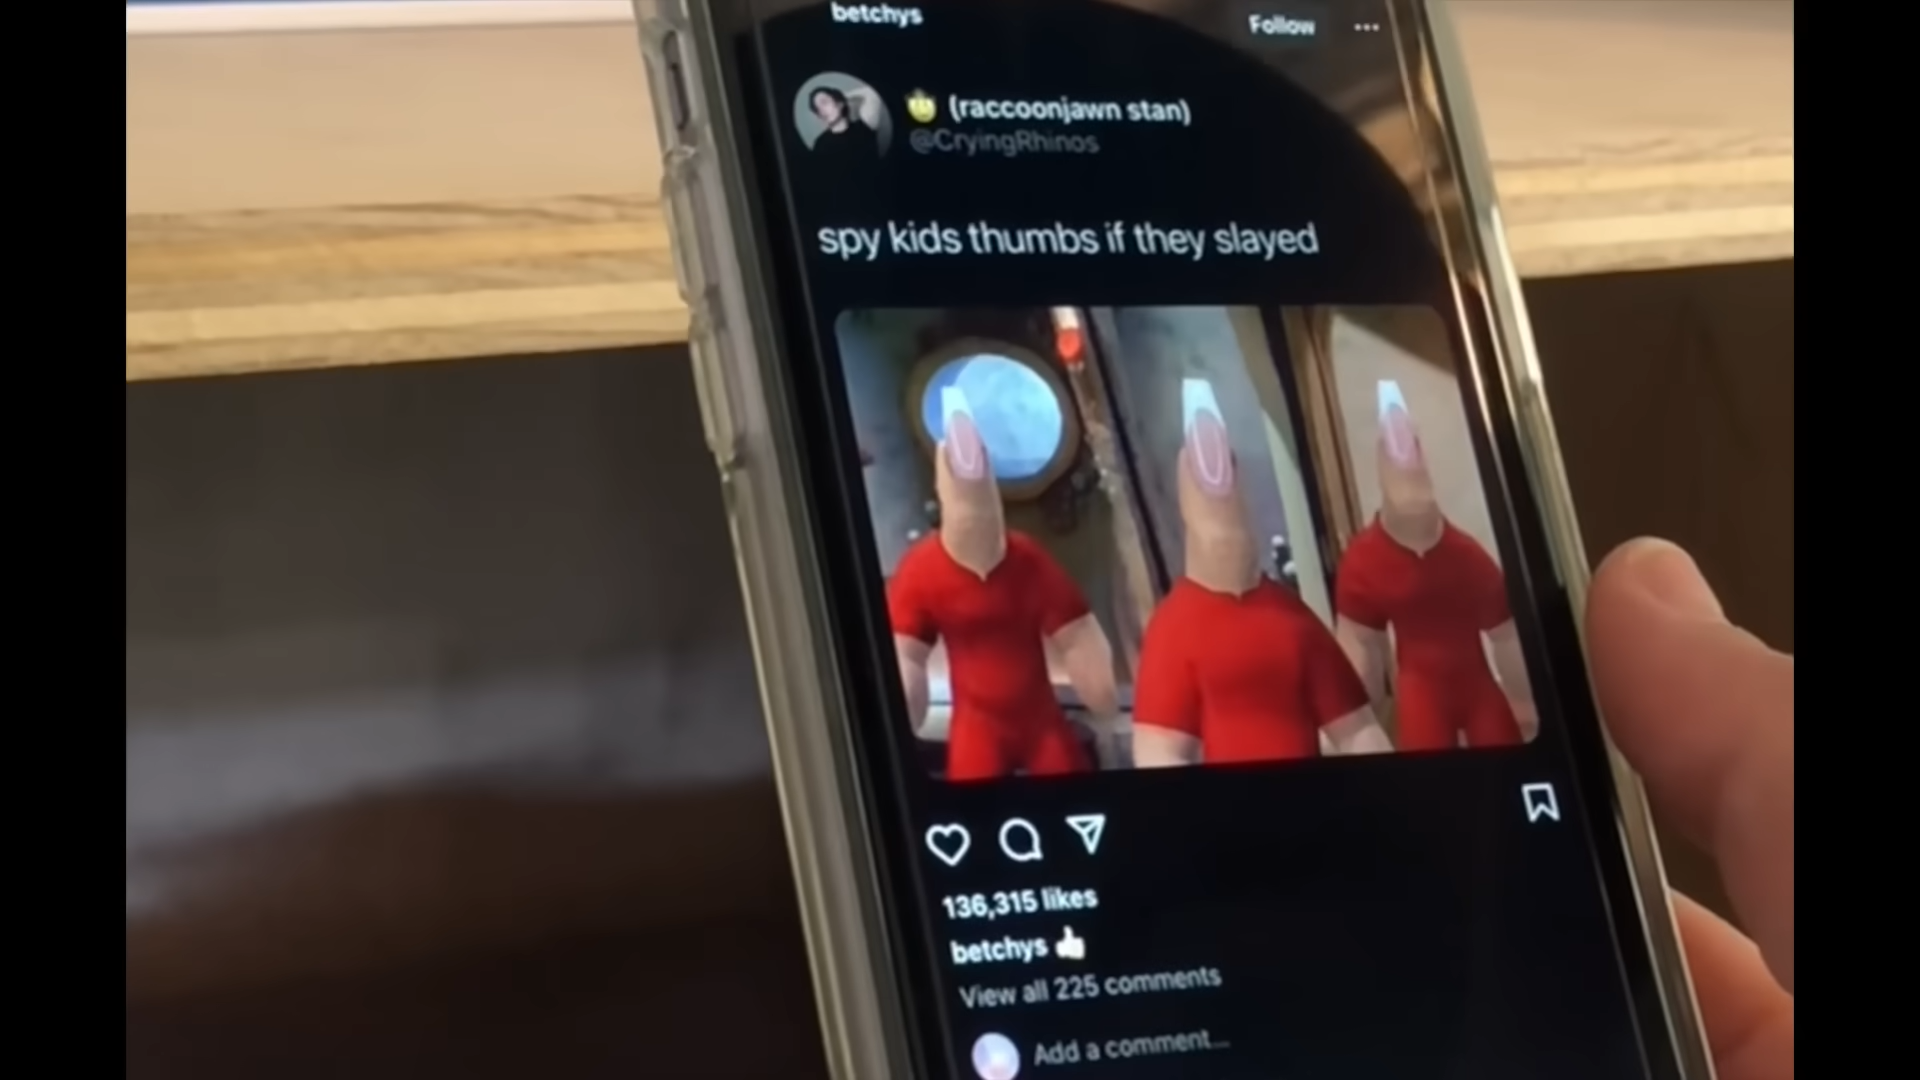 betchys
Follow
(raccoonjawn stan)
@CryingRhinos
spy kids thumbs if they slayed
136,315 likes
betchys 👍
View all 225 comments
Add a comment...